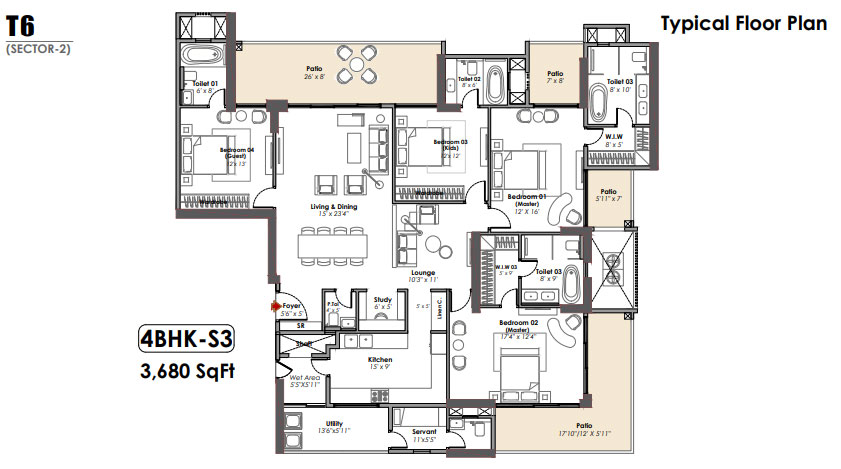 T6
(SECTOR-2)
Typical Floor Plan
Toilet 01
6' x 8'
Patio
26' x 8'
Toilet 02
8' x 6'
Patio
7' x 8'
Toilet 03
8' x 10'
W.I.W
8' x 5'
Bedroom 04
(Guest)
12'x 13'
Bedroom 03
(Kids)
12'x 12'
Bedroom 01
(Master)
12' X 16'
Patio
5'11" x 7'
Living & Dining
15' x 23'4"
Lounge
10'3"x 11'
W.I.W 03
5' x 9'
Toilet 03
8' x 9'
Foyer
5'6"x 5'
P.Toi
4' x 5'
Study
6' x 5'
5' x 5'
Linen C.
SR
Bedroom 02
(Master)
17'4" x 12'4"
4BHK-S3
3,680 SqFt
Shaft
Kitchen
15' x 9'
Wet Area
5'5"X5'11"
Utility
13'6"x5'11"
Servant
11'x5'5"
Patio
17'10"/12' X 5'11"